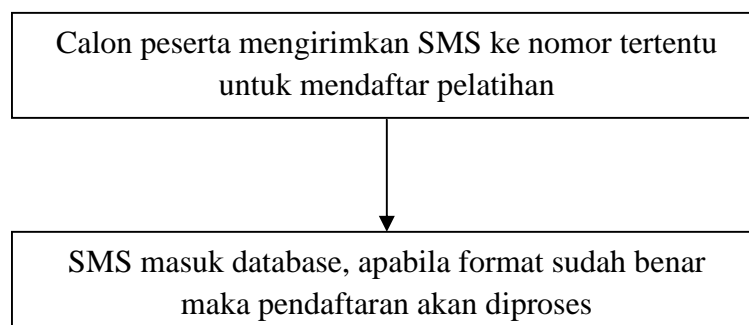 Calon peserta mengirimkan SMS ke nomor tertentu
untuk mendaftar pelatihan
SMS masuk database, apabila format sudah benar
maka pendaftaran akan diproses